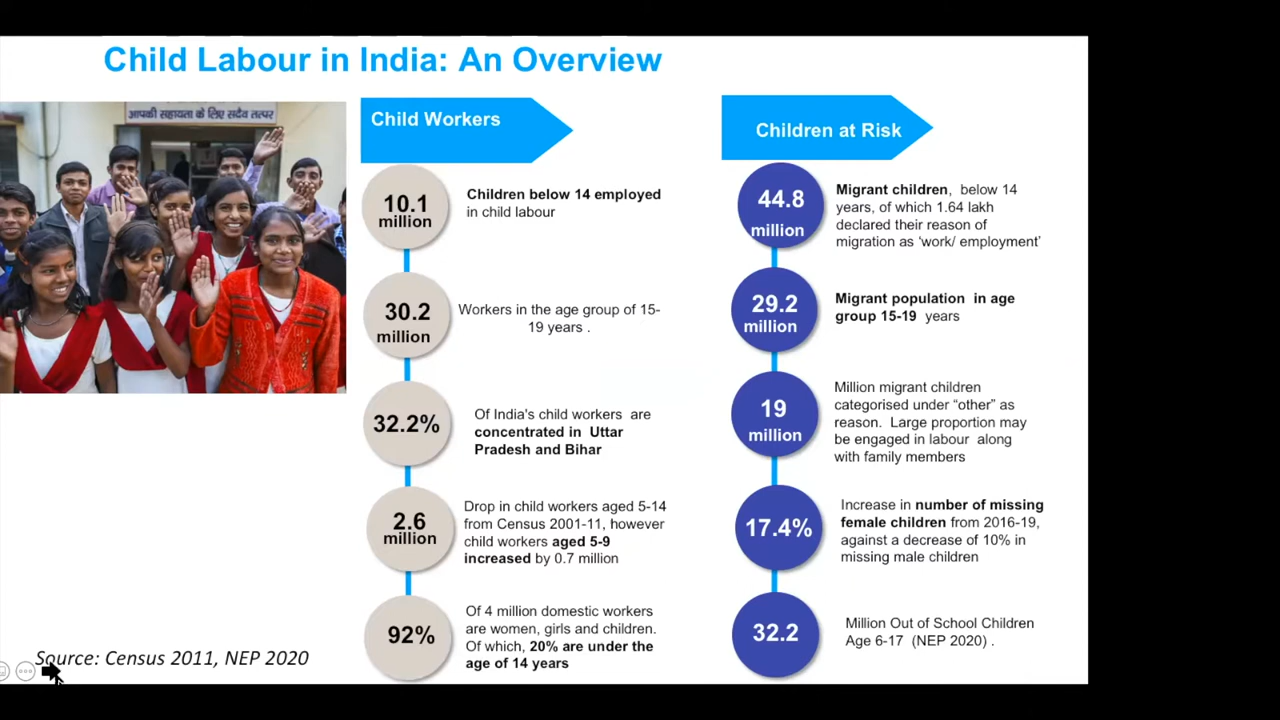 Child Labour in India: An Overview
आपकी सहायता के लिए सदैव तत्पर
Child Workers
10.1
million
Children below 14 employed
in child labour
30.2
million
Workers in the age group of 15-
19 years .
32.2%
Of India's child workers are
concentrated in Uttar
Pradesh and Bihar
2.6
million
Drop in child workers aged 5-14
from Census 2001-11, however
child workers aged 5-9
increased by 0.7 million
92%
Of 4 million domestic workers
are women, girls and children.
Of which, 20% are under the
age of 14 years
Children at Risk
44.8
million
Migrant children, below 14
years, of which 1.64 lakh
declared their reason of
migration as ‘work/ employment’
29.2
million
Migrant population in age
group 15-19 years
19
million
Million migrant children
categorised under “other” as
reason. Large proportion may
be engaged in labour along
with family members
17.4%
Increase in number of missing
female children from 2016-19,
against a decrease of 10% in
missing male children
32.2
Million Out of School Children
Age 6-17 (NEP 2020) .
Source: Census 2011, NEP 2020